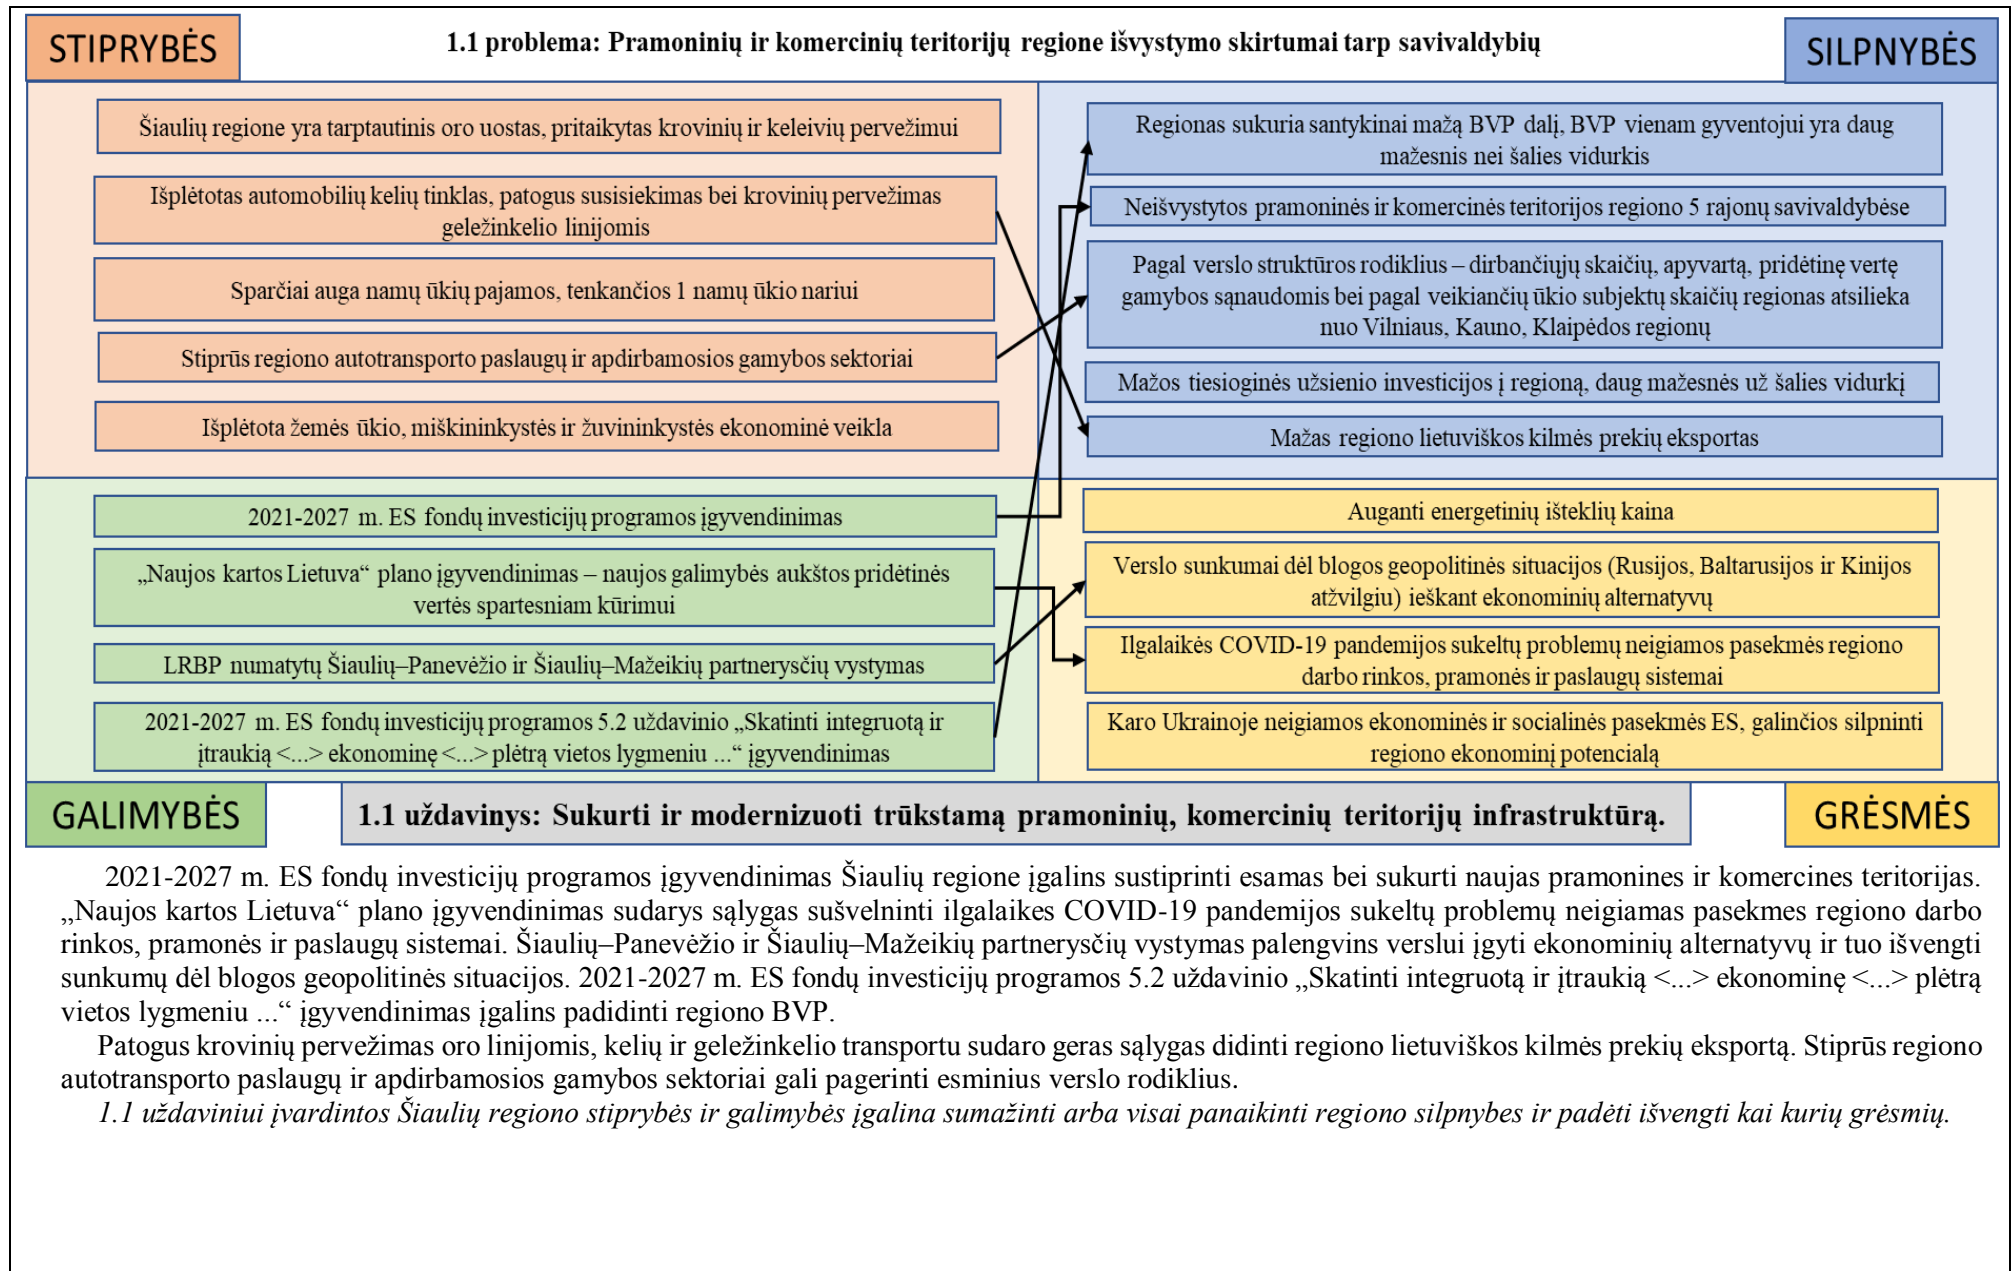 STIPRYBĖS
1.1 problema: Pramoninių ir komercinių teritorijų regione išvystymo skirtumai tarp savivaldybių
SILPNYBĖS
Šiaulių regione yra tarptautinis oro uostas, pritaikytas krovinių ir keleivių pervežimui
Išplėtotas automobilių kelių tinklas, patogus susisiekimas bei krovinių pervežimas
geležinkelio linijomis
Sparčiai auga namų ūkių pajamos, tenkančios 1 namų ūkio nariui
Stiprūs regiono autotransporto paslaugų ir apdirbamosios gamybos sektoriai
Išplėtota žemės ūkio, miškininkystės ir žuvininkystės ekonominė veikla
Regionas sukuria santykinai mažą BVP dalį, BVP vienam gyventojui yra daug
mažesnis nei šalies vidurkis
Neišvystytos pramoninės ir komercinės teritorijos regiono 5 rajonų savivaldybėse
Pagal verslo struktūros rodiklius – dirbančiųjų skaičių, apyvartą, pridėtinę vertę
gamybos sąnaudomis bei pagal veikiančių ūkio subjektų skaičių regionas atsilieka
nuo Vilniaus, Kauno, Klaipėdos regionų
Mažos tiesioginės užsienio investicijos į regioną, daug mažesnės už šalies vidurkį
Mažas regiono lietuviškos kilmės prekių eksportas
2021-2027 m. ES fondų investicijų programos įgyvendinimas
„Naujos kartos Lietuva“ plano įgyvendinimas – naujos galimybės aukštos pridėtinės
vertės spartesniam kūrimui
LRBP numatytų Šiaulių–Panevėžio ir Šiaulių–Mažeikių partnerysčių vystymas
2021-2027 m. ES fondų investicijų programos 5.2 uždavinio „Skatinti integruotą ir
įtraukią <...> ekonominę <...> plėtrą vietos lygmeniu ...“ įgyvendinimas
Auganti energetinių išteklių kaina
Verslo sunkumai dėl blogos geopolitinės situacijos (Rusijos, Baltarusijos ir Kinijos
atžvilgiu) ieškant ekonominių alternatyvų
Ilgalaikės COVID-19 pandemijos sukeltų problemų neigiamos pasekmės regiono
darbo rinkos, pramonės ir paslaugų sistemai
Karo Ukrainoje neigiamos ekonominės ir socialinės pasekmės ES, galinčios silpninti
regiono ekonominį potencialą
GALIMYBĖS
1.1 uždavinys: Sukurti ir modernizuoti trūkstamą pramoninių, komercinių teritorijų infrastruktūrą.
GRĖSMĖS
2021-2027 m. ES fondų investicijų programos įgyvendinimas Šiaulių regione įgalins sustiprinti esamas bei sukurti naujas pramonines ir komercines teritorijas.
„Naujos kartos Lietuva“ plano įgyvendinimas sudarys sąlygas sušvelninti ilgalaikes COVID-19 pandemijos sukeltų problemų neigiamas pasekmes regiono darbo
rinkos, pramonės ir paslaugų sistemai. Šiaulių–Panevėžio ir Šiaulių–Mažeikių partnerysčių vystymas palengvins verslui įgyti ekonominių alternatyvų ir tuo išvengti
sunkumų dėl blogos geopolitinės situacijos. 2021-2027 m. ES fondų investicijų programos 5.2 uždavinio „Skatinti integruotą ir įtraukią <...> ekonominę <...> plėtrą
vietos lygmeniu ...“ įgyvendinimas įgalins padidinti regiono BVP.
Patogus krovinių pervežimas oro linijomis, kelių ir geležinkelio transportu sudaro geras sąlygas didinti regiono lietuviškos kilmės prekių eksportą. Stiprūs regiono
autotransporto paslaugų ir apdirbamosios gamybos sektoriai gali pagerinti esminius verslo rodiklius.
1.1 uždaviniui įvardintos Šiaulių regiono stiprybės ir galimybės įgalina sumažinti arba visai panaikinti regiono silpnybes ir padėti išvengti kai kurių grėsmių.